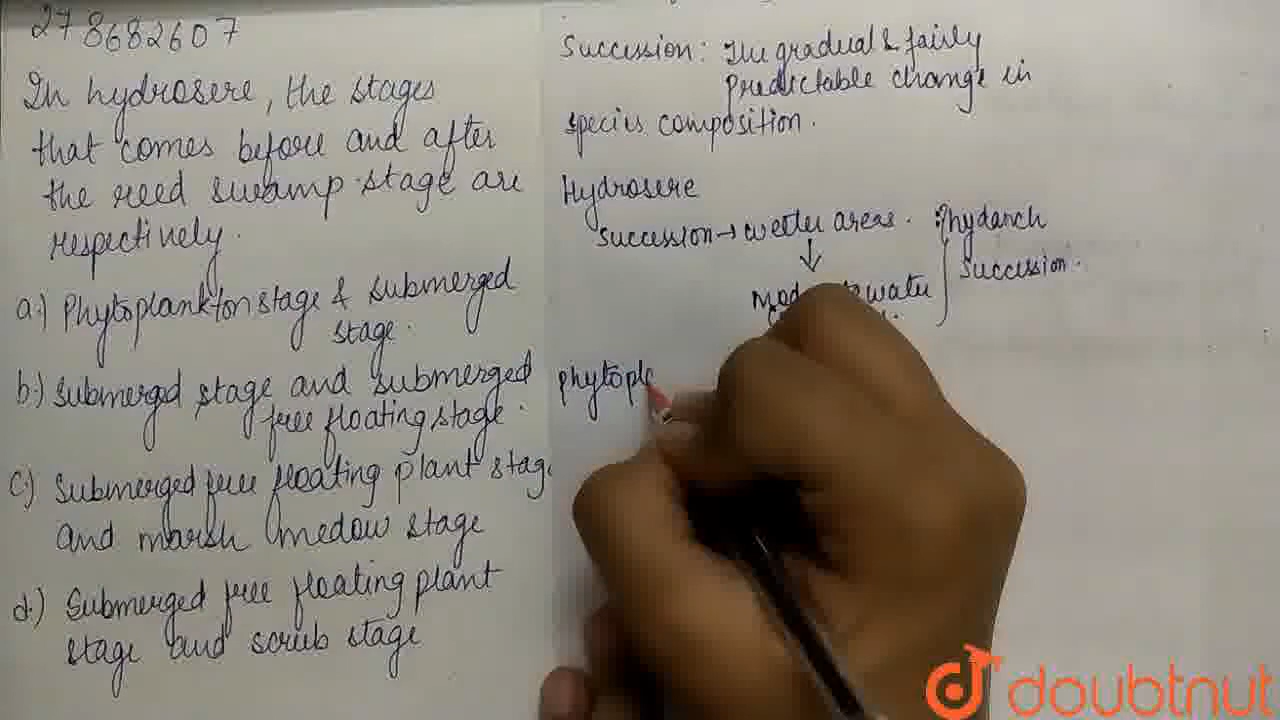 278682607
In hydrosere, the stages
that comes before and after
the reed swamp stage are
respectively.
a.) Phytoplankton stage & submerged
stage.
b.) Submerged stage and submerged
free floating stage.
c) Submerged free floating plant stage
and marsh medow stage
d.) Submerged free floating plant
stage and scrub stage
Succession: The gradual & fairly
predictable change in
species composition.
Hydrosere
succession → wetter areas.
succession.
water
phytopla
doubtnut